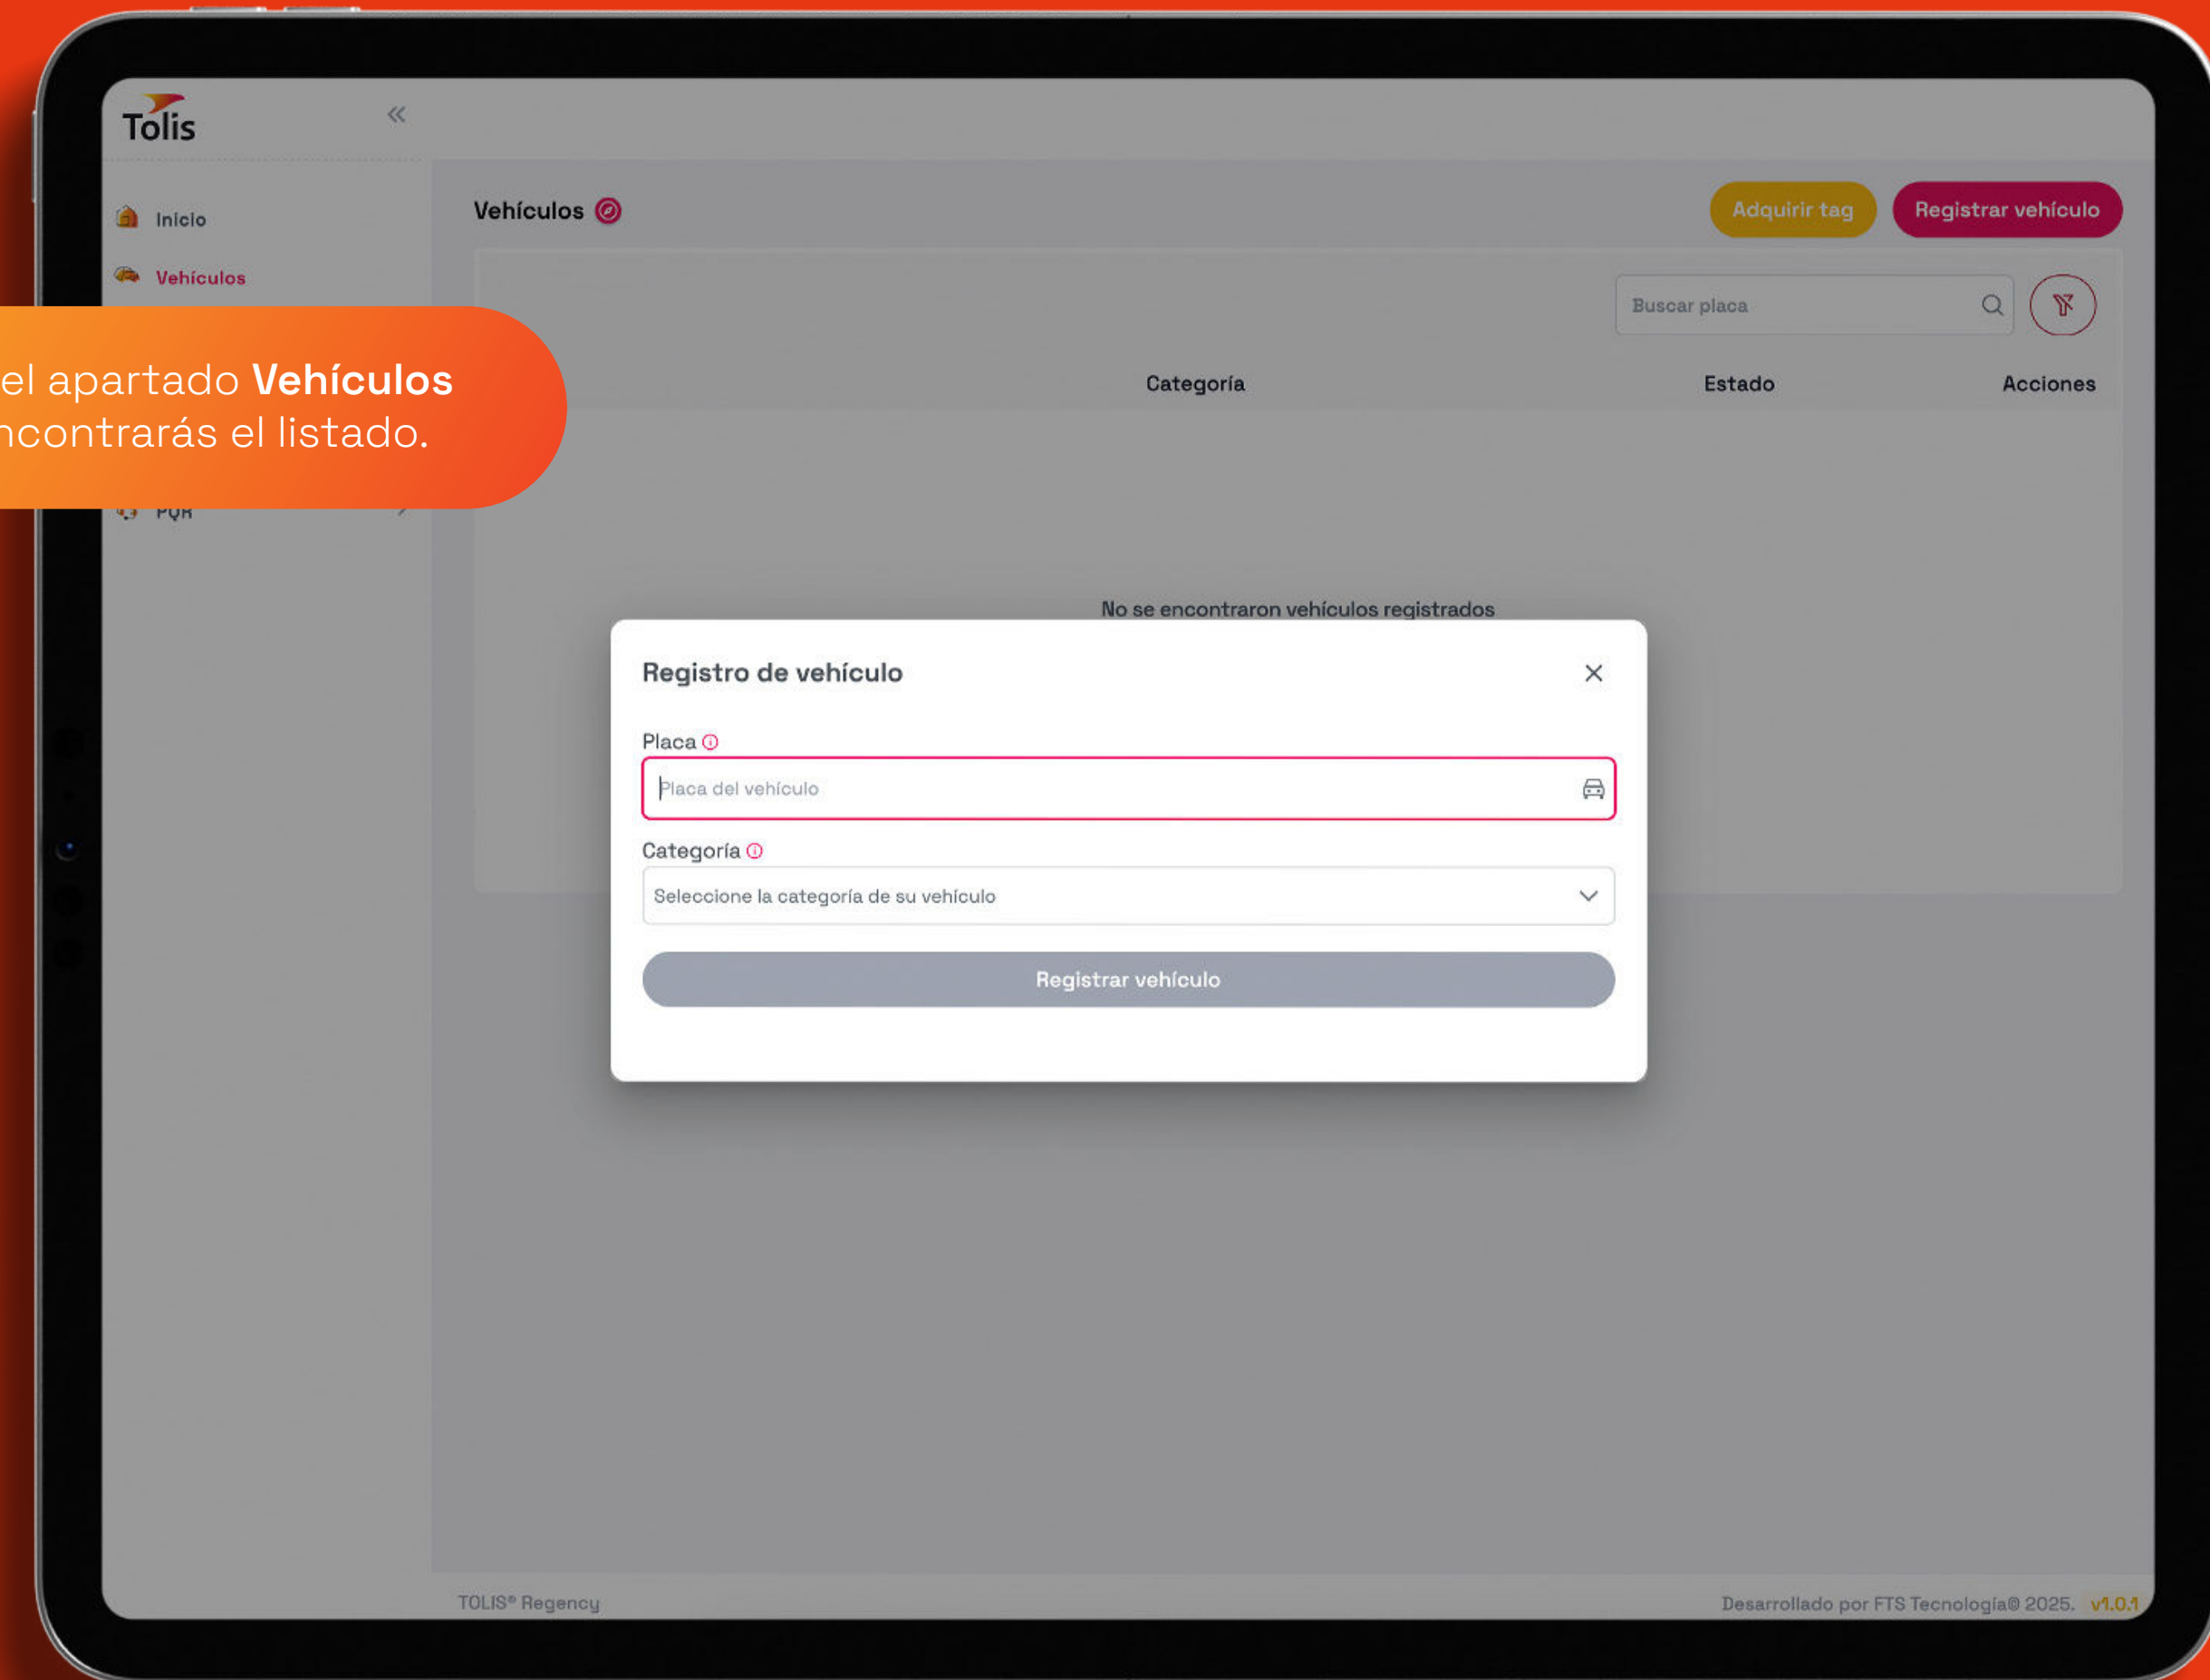 Tolis
Inicio
Vehículos
el apartado Vehículos
ncontrarás el listado.
PQR
Vehículos
Adquirir tag
Registrar vehículo
Buscar placa
Categoría
Estado
Acciones
No se encontraron vehículos registrados
Registro de vehículo
Placa
Placa del vehículo
Categoría
Seleccione la categoría de su vehículo
Registrar vehículo
TOLIS® Regency
Desarrollado por FTS Tecnología® 2025. v1.0.1